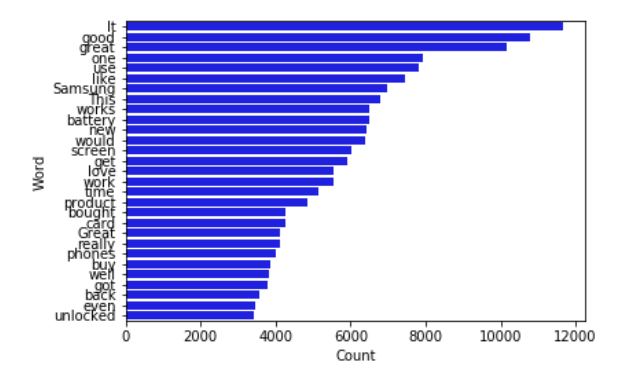 It
good
great
one
use
like
Samsung
This
works
battery
new
would
screen
get
love
work
time
product
bought
card
Great
really
phones
buy
well
got
back
even
unlocked
Word
0 2000 4000 6000 8000 10000 12000
Count